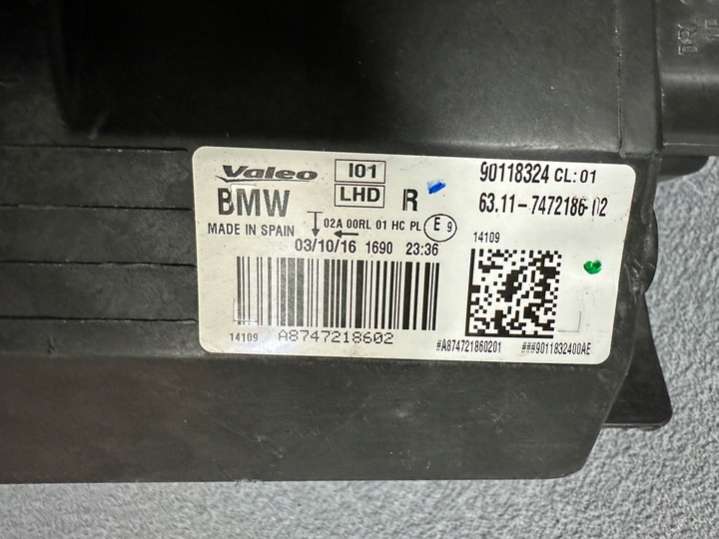 Valeo I01 90118324 CL:01
BMW LHD R 63.11-7472186-02
MADE IN SPAIN 02A 00RL 01 HC PL E 9
03/10/16 1690 23:36 14109
14109 A8747218602
#A874721860201 ###9011832400AE